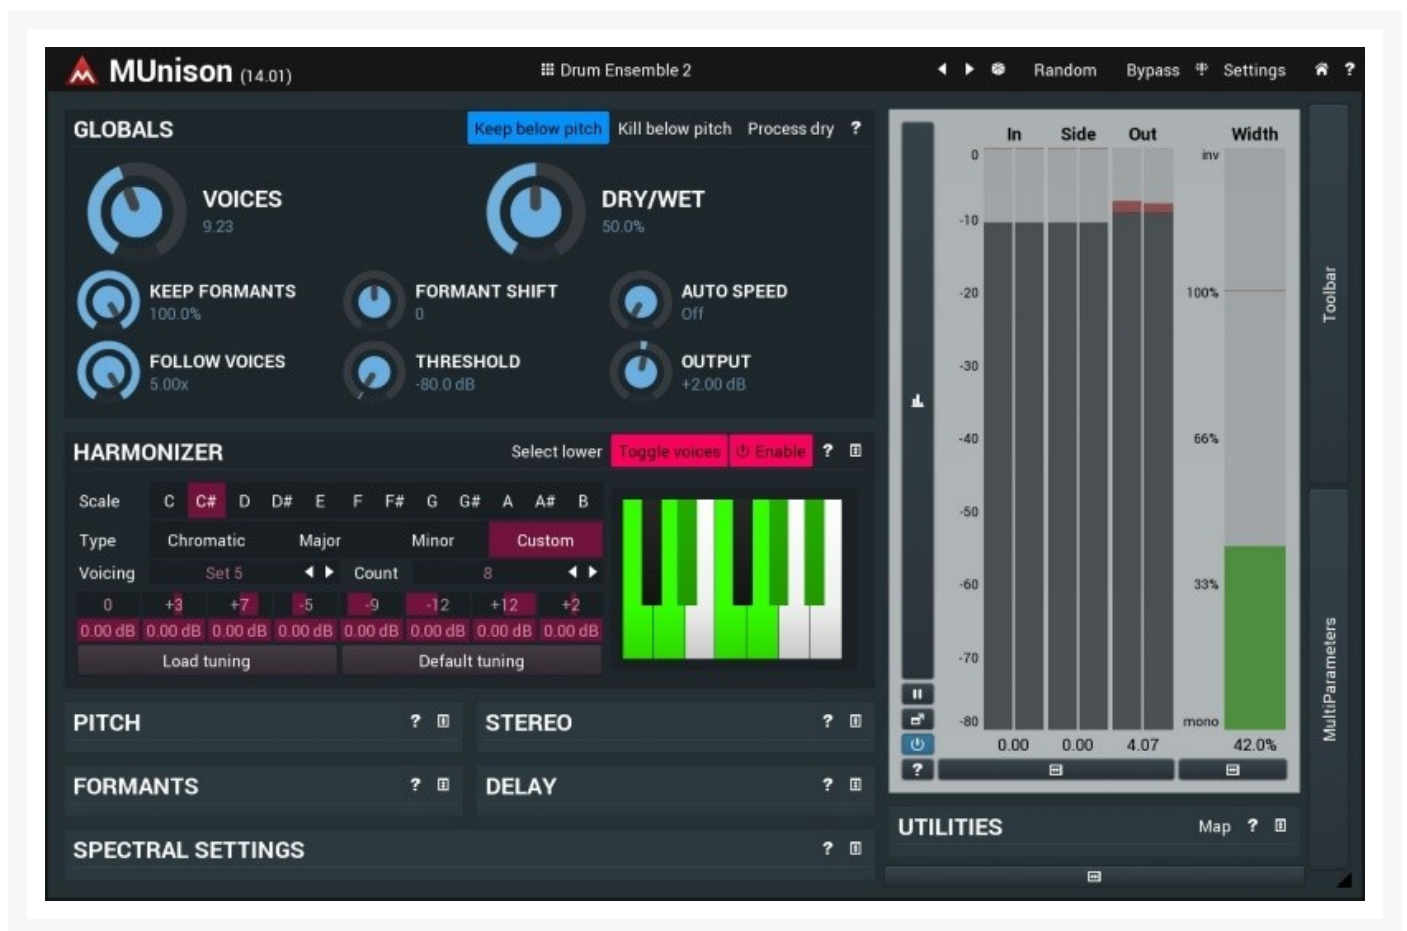 MUnison (14.01) Drum Ensemble 2 Random Bypass Settings ?
GLOBALS Keep below pitch Kill below pitch Process dry ?
VOICES
9.23
DRY/WET
50.0%
KEEP FORMANTS
100.0%
FORMANT SHIFT
0
AUTO SPEED
Off
FOLLOW VOICES
5.00x
THRESHOLD
-80.0 dB
OUTPUT
+2.00 dB
HARMONIZER Select lower Toggle voices Enable ?
Scale C C# D D# E F F# G G# A A# B
Type Chromatic Major Minor Custom
Voicing Set 5 Count 8
0 +3 +7 -5 -9 -12 +12 +2
0.00 dB 0.00 dB 0.00 dB 0.00 dB 0.00 dB 0.00 dB 0.00 dB 0.00 dB
Load tuning Default tuning
PITCH ?
STEREO ?
FORMANTS ?
DELAY ?
SPECTRAL SETTINGS ?
In Side Out Width
0 inv
-10
-20 100%
-30
-40 66%
-50
-60 33%
-70
-80 mono
0.00 0.00 4.07 42.0%
?
UTILITIES Map ?
Toolbar
MultiParameters